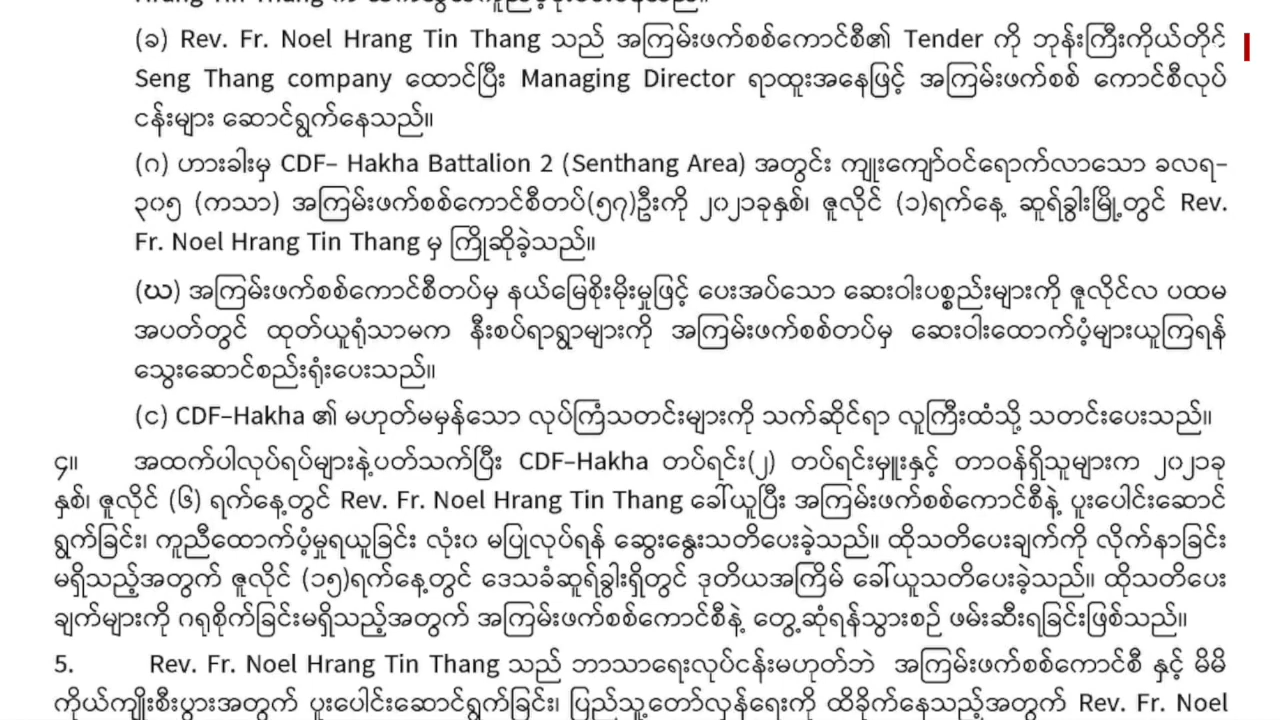 (ခ) Rev. Fr. Noel Hrang Tin Thang သည် အကြမ်းဖက်စစ်ကောင်စီ၏ Tender ကို ဘုန်းကြီးကိုယ်တိုင်
Seng Thang company ထောင်ပြီး Managing Director ရာထူးအနေဖြင့် အကြမ်းဖက်စစ် ကောင်စီလုပ်
ငန်းများ ဆောင်ရွက်နေသည်။
(ဂ) ဟားခါးမှ CDF– Hakha Battalion 2 (Senthang Area) အတွင်း ကျူးကျော်ဝင်ရောက်လာသော ခလရ–
၃၀၅ (ကသာ) အကြမ်းဖက်စစ်ကောင်စီတပ်(၅၇)ဦးကို ၂၀၂၁ခုနှစ်၊ ဇူလိုင် (၁)ရက်နေ့ ဆူရ်ခွါးမြို့တွင် Rev.
Fr. Noel Hrang Tin Thang မှ ကြိုဆိုခဲ့သည်။
(ဃ) အကြမ်းဖက်စစ်ကောင်စီတပ်မှ နယ်မြေစိုးမိုးမှုဖြင့် ပေးအပ်သော ဆေးဝါးပစ္စည်းများကို ဇူလိုင်လ ပထမ
အပတ်တွင် ထုတ်ယူရုံသာမက နီးစပ်ရာရွာများကို အကြမ်းဖက်စစ်တပ်မှ ဆေးဝါးထောက်ပံ့များယူကြရန်
သွေးဆောင်စည်းရုံးပေးသည်။
(င) CDF–Hakha ၏ မဟုတ်မမှန်သော လုပ်ကြံသတင်းများကို သက်ဆိုင်ရာ လူကြီးထံသို့ သတင်းပေးသည်။
၄။ အထက်ပါလုပ်ရပ်များနဲ့ပတ်သက်ပြီး CDF–Hakha တပ်ရင်း(၂) တပ်ရင်းမှူးနှင့် တာဝန်ရှိသူများက ၂၀၂၁ခု
နှစ်၊ ဇူလိုင် (၆) ရက်နေ့တွင် Rev. Fr. Noel Hrang Tin Thang ခေါ်ယူပြီး အကြမ်းဖက်စစ်ကောင်စီနဲ့ ပူးပေါင်းဆောင်
ရွက်ခြင်း၊ ကူညီထောက်ပံ့မှုရယူခြင်း လုံးဝ မပြုလုပ်ရန် ဆွေးနွေးသတိပေးခဲ့သည်။ ထိုသတိပေးချက်ကို လိုက်နာခြင်း
မရှိသည့်အတွက် ဇူလိုင် (၁၅)ရက်နေ့တွင် ဒေသခံဆူရ်ခွါးရှိတွင် ဒုတိယအကြိမ် ခေါ်ယူသတိပေးခဲ့သည်။ ထိုသတိပေး
ချက်များကို ဂရုစိုက်ခြင်းမရှိသည့်အတွက် အကြမ်းဖက်စစ်ကောင်စီနဲ့ တွေ့ဆုံရန်သွားစဉ် ဖမ်းဆီးရခြင်းဖြစ်သည်။
5. Rev. Fr. Noel Hrang Tin Thang သည် ဘာသာရေးလုပ်ငန်းမဟုတ်ဘဲ အကြမ်းဖက်စစ်ကောင်စီ နှင့် မိမိ
ကိုယ်ကျိုးစီးပွားအတွက် ပူးပေါင်းဆောင်ရွက်ခြင်း၊ ပြည်သူ့တော်လှန်ရေးကို ထိခိုက်နေသည့်အတွက် Rev. Fr. Noel